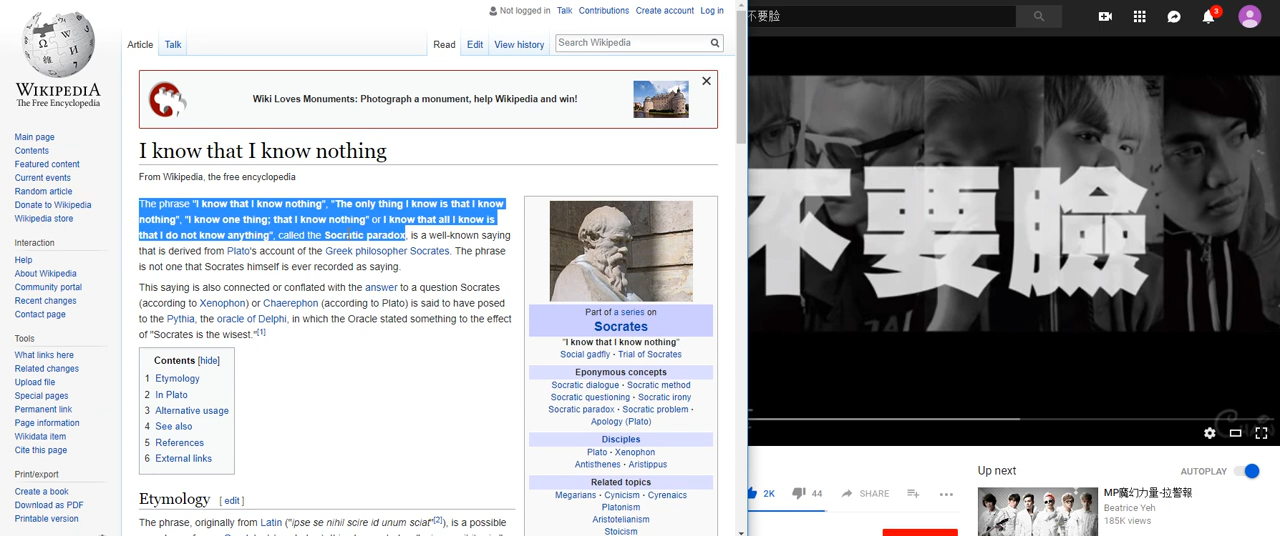 Not logged in Talk Contributions Create account Log in
WIKIPEDIA
The Free Encyclopedia
Article Talk
Read Edit View history Search Wikipedia
Main page
Contents
Featured content
Current events
Random article
Donate to Wikipedia
Wikipedia store
Interaction
Help
About Wikipedia
Community portal
Recent changes
Contact page
Tools
What links here
Related changes
Upload file
Special pages
Permanent link
Page information
Wikidata item
Cite this page
Print/export
Create a book
Download as PDF
Printable version
Wiki Loves Monuments: Photograph a monument, help Wikipedia and win!
I know that I know nothing
From Wikipedia, the free encyclopedia
The phrase "I know that I know nothing", "The only thing I know is that I know
nothing", "I know one thing; that I know nothing" or I know that all I know is
that I do not know anything", called the Socratic paradox, is a well-known saying
that is derived from Plato's account of the Greek philosopher Socrates. The phrase
is not one that Socrates himself is ever recorded as saying.
This saying is also connected or conflated with the answer to a question Socrates
(according to Xenophon) or Chaerephon (according to Plato) is said to have posed
to the Pythia, the oracle of Delphi, in which the Oracle stated something to the effect
of "Socrates is the wisest."[1]
Contents [hide]
1 Etymology
2 In Plato
3 Alternative usage
4 See also
5 References
6 External links
Etymology [ edit ]
The phrase, originally from Latin ("ipse se nihil scire id unum sciat"[2]), is a possible
Part of a series on
Socrates
"I know that I know nothing"
Social gadfly · Trial of Socrates
Eponymous concepts
Socratic dialogue · Socratic method
Socratic questioning · Socratic irony
Socratic paradox · Socratic problem ·
Apology (Plato)
Disciples
Plato · Xenophon
Antisthenes · Aristippus
Related topics
Megarians · Cynicism · Cyrenaics
Platonism
Aristotelianism
Stoicism
不要脸
3
不要臉
2K 44 SHARE
Up next AUTOPLAY
MP魔幻力量-拉警報
Beatrice Yeh
185K views